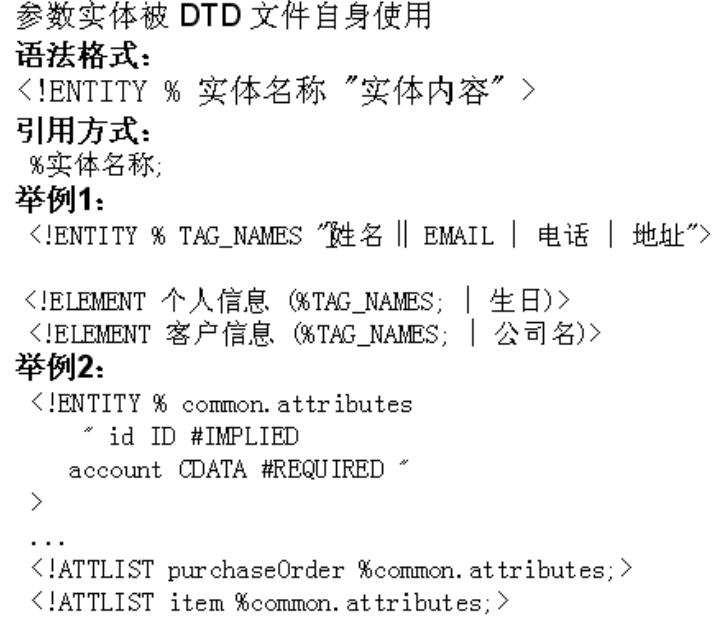 参数实体被 DTD 文件自身使用
语法格式：
<!ENTITY % 实体名称 "实体内容" >
引用方式：
%实体名称;
举例1：
<!ENTITY % TAG_NAMES "姓名 || EMAIL | 电话 | 地址">
<!ELEMENT 个人信息 (%TAG_NAMES; | 生日)>
<!ELEMENT 客户信息 (%TAG_NAMES; | 公司名)>
举例2：
<!ENTITY % common.attributes
" id ID #IMPLIED
account CDATA #REQUIRED "
>
...
<!ATTLIST purchaseOrder %common.attributes;>
<!ATTLIST item %common.attributes;>